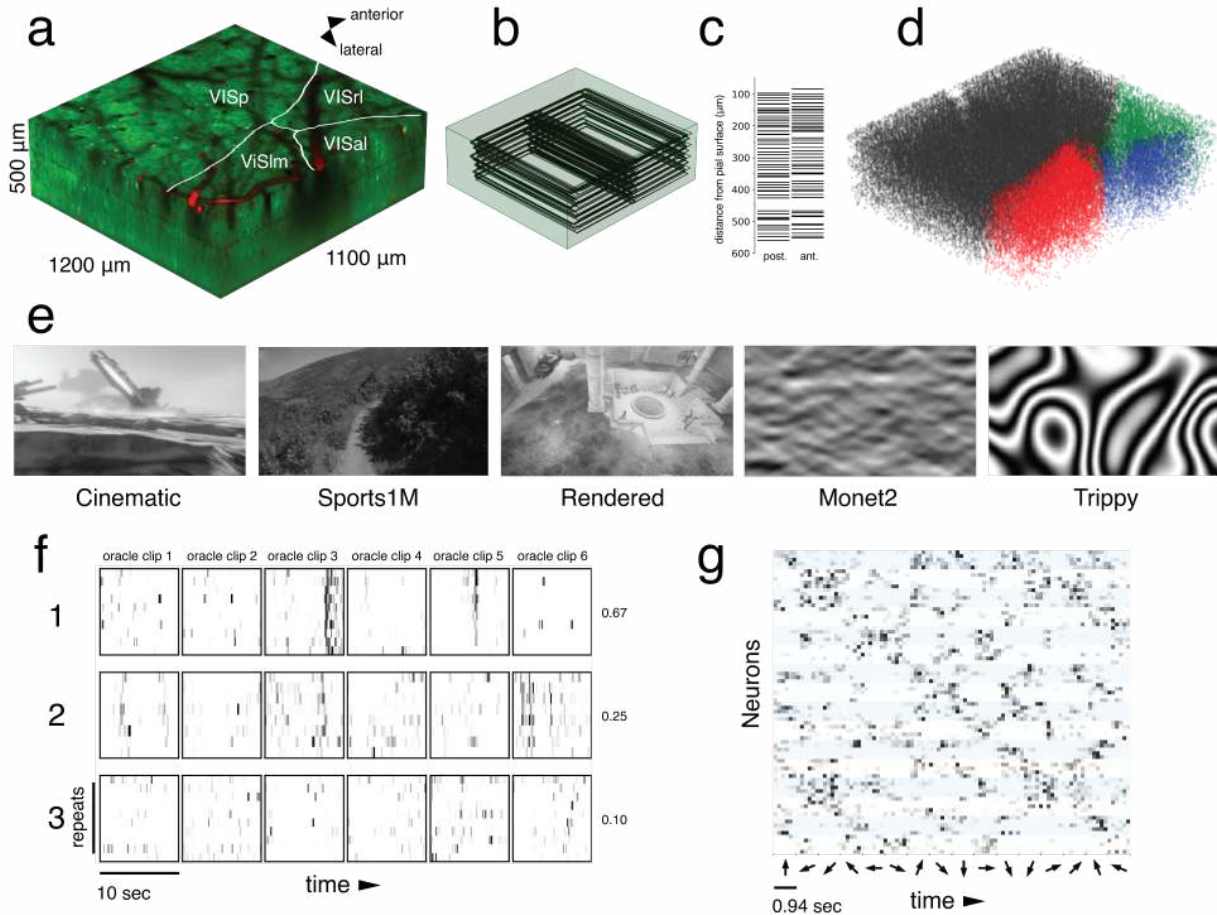 a
anterior
lateral
VISp
VISrl
VISal
ViSlm
500 µm
1200 µm
1100 µm
b
c
distance from pial surface (µm)
100
200
300
400
500
600
post.
ant.
d
e
Cinematic
Sports1M
Rendered
Monet2
Trippy
f
oracle clip 1
oracle clip 2
oracle clip 3
oracle clip 4
oracle clip 5
oracle clip 6
1
0.67
2
0.25
3
repeats
0.10
10 sec
time
g
Neurons
0.94 sec
time